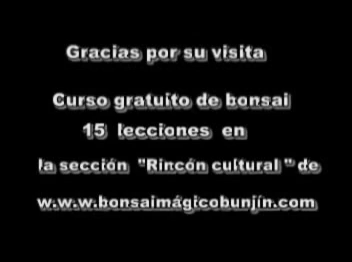 Gracias por su visita
Curso gratuito de bonsai
15 lecciones en
la sección "Rincón cultural" de
w.w.w.bonsaimágicobunjín.com